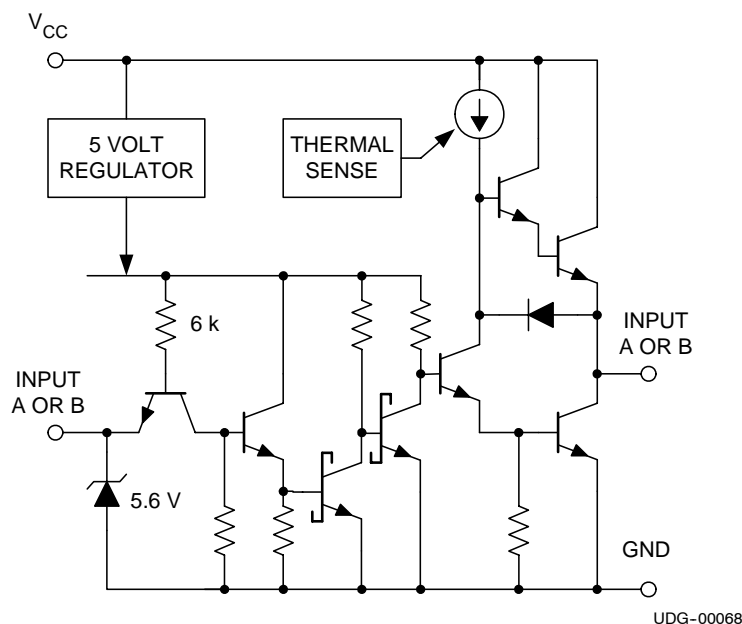 VCC
5 VOLT
REGULATOR
THERMAL
SENSE
6 k
INPUT
A OR B
INPUT
A OR B
5.6 V
GND
UDG-00068